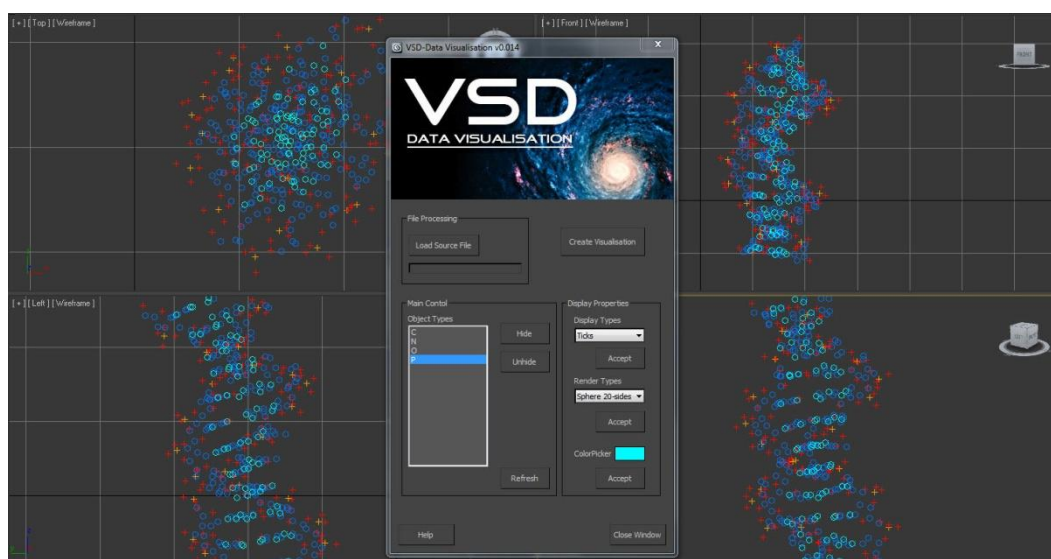 [ + ] [ Top ] [ Wireframe ]
[ + ] [ Front ] [ Wireframe ]
VSD-Data Visualisation v0.014
X
FRONT
VSD
DATA VISUALISATION
File Processing
Load Source File
Create Visualisation
[ + ] [ Left ] [ Wireframe ]
Main Contol
Object Types
C
N
O
P
Hide
Unhide
Refresh
Display Properties
Display Types
Ticks
Accept
Render Types
Sphere 20-sides
Accept
ColorPicker
Accept
Help
Close Window